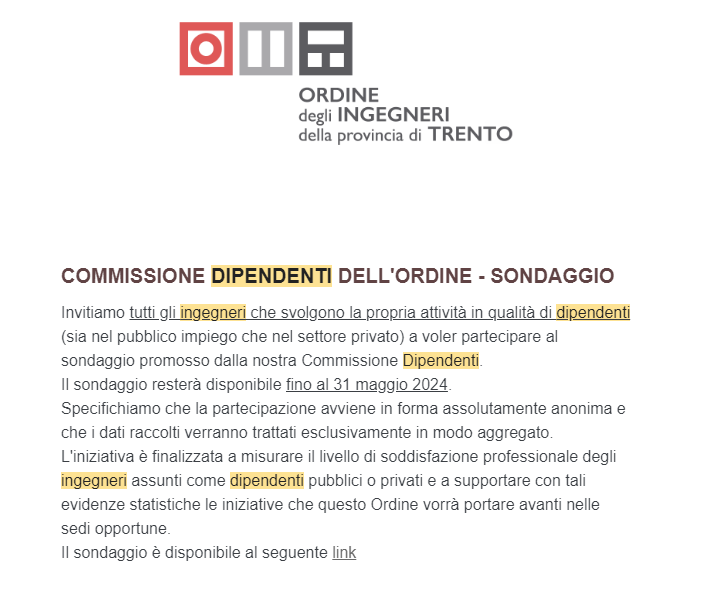 ORDINE
degli INGEGNERI
della provincia di TRENTO
COMMISSIONE DIPENDENTI DELL'ORDINE - SONDAGGIO
Invitiamo tutti gli ingegneri che svolgono la propria attività in qualità di dipendenti
(sia nel pubblico impiego che nel settore privato) a voler partecipare al
sondaggio promosso dalla nostra Commissione Dipendenti.
Il sondaggio resterà disponibile fino al 31 maggio 2024.
Specifichiamo che la partecipazione avviene in forma assolutamente anonima e
che i dati raccolti verranno trattati esclusivamente in modo aggregato.
L'iniziativa è finalizzata a misurare il livello di soddisfazione professionale degli
ingegneri assunti come dipendenti pubblici o privati e a supportare con tali
evidenze statistiche le iniziative che questo Ordine vorrà portare avanti nelle
sedi opportune.
Il sondaggio è disponibile al seguente link